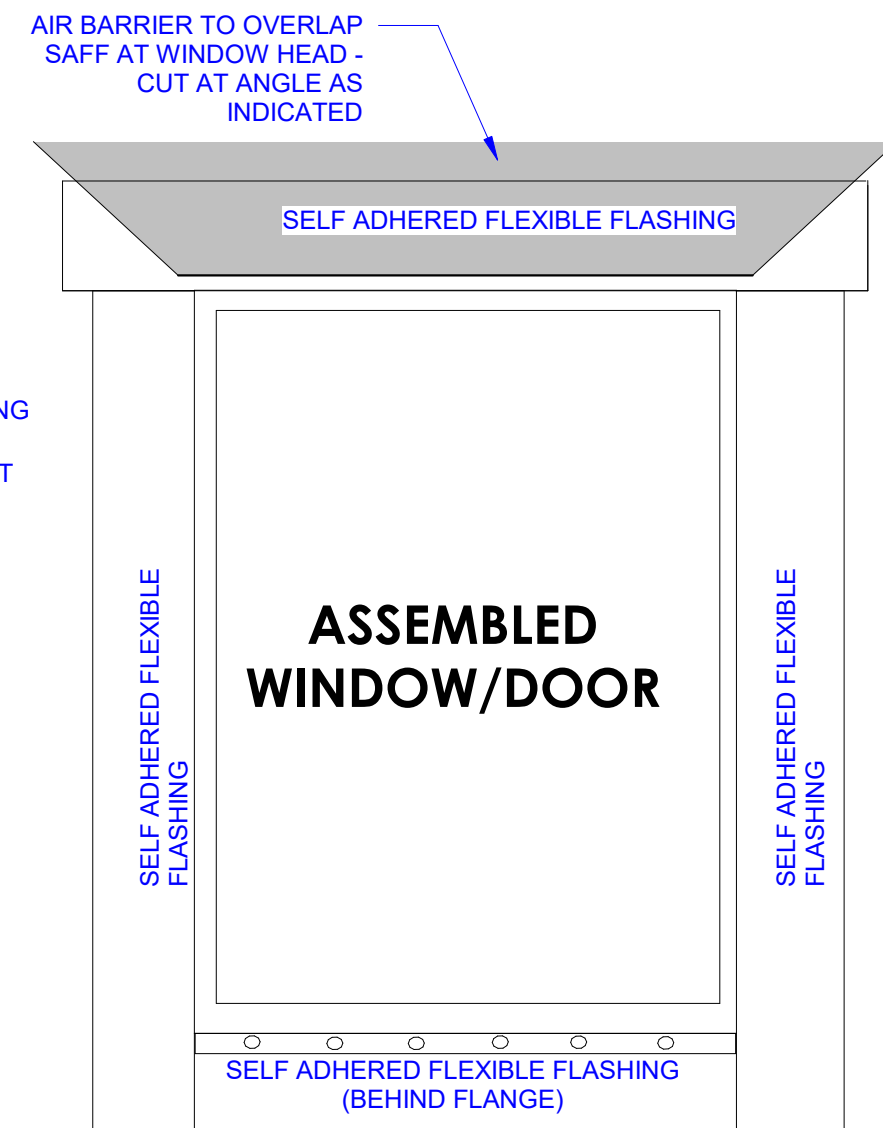 AIR BARRIER TO OVERLAP
SAFF AT WINDOW HEAD -
CUT AT ANGLE AS
INDICATED
SELF ADHERED FLEXIBLE FLASHING
NG
T
SELF ADHERED FLEXIBLE
FLASHING
ASSEMBLED
WINDOW/DOOR
SELF ADHERED FLEXIBLE
FLASHING
SELF ADHERED FLEXIBLE FLASHING
(BEHIND FLANGE)